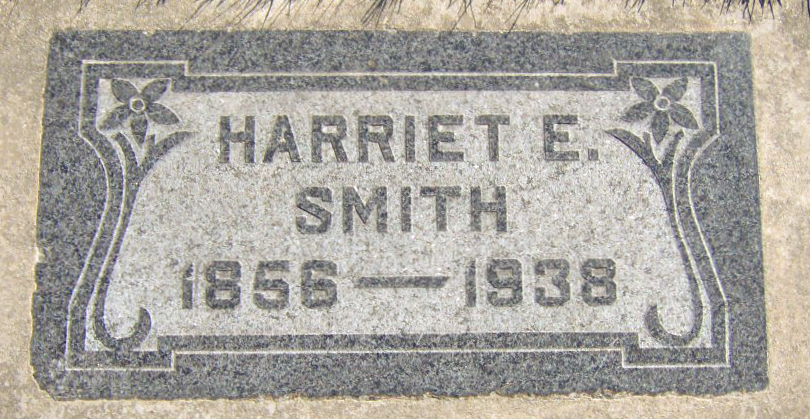 HARRIET E.
SMITH
1856 — 1938